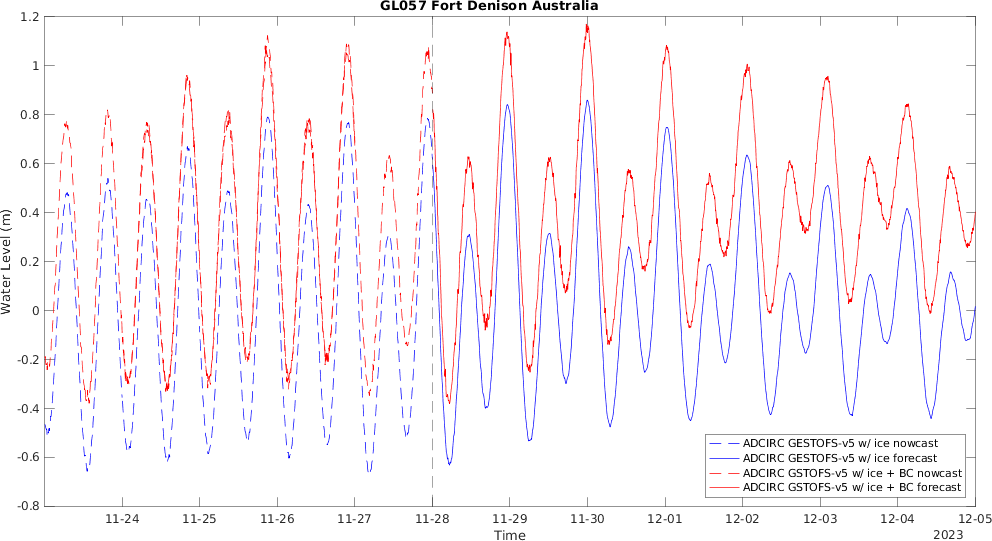 GL057 Fort Denison Australia
Water Level (m)
1.2
1
0.8
0.6
0.4
0.2
0
-0.2
-0.4
-0.6
-0.8
ADCIRC GESTOFS-v5 w/ ice nowcast
ADCIRC GESTOFS-v5 w/ ice forecast
ADCIRC GSTOFS-v5 w/ ice + BC nowcast
ADCIRC GSTOFS-v5 w/ ice + BC forecast
11-24 11-25 11-26 11-27 11-28 11-29 11-30 12-01 12-02 12-03 12-04 12-05
Time
2023